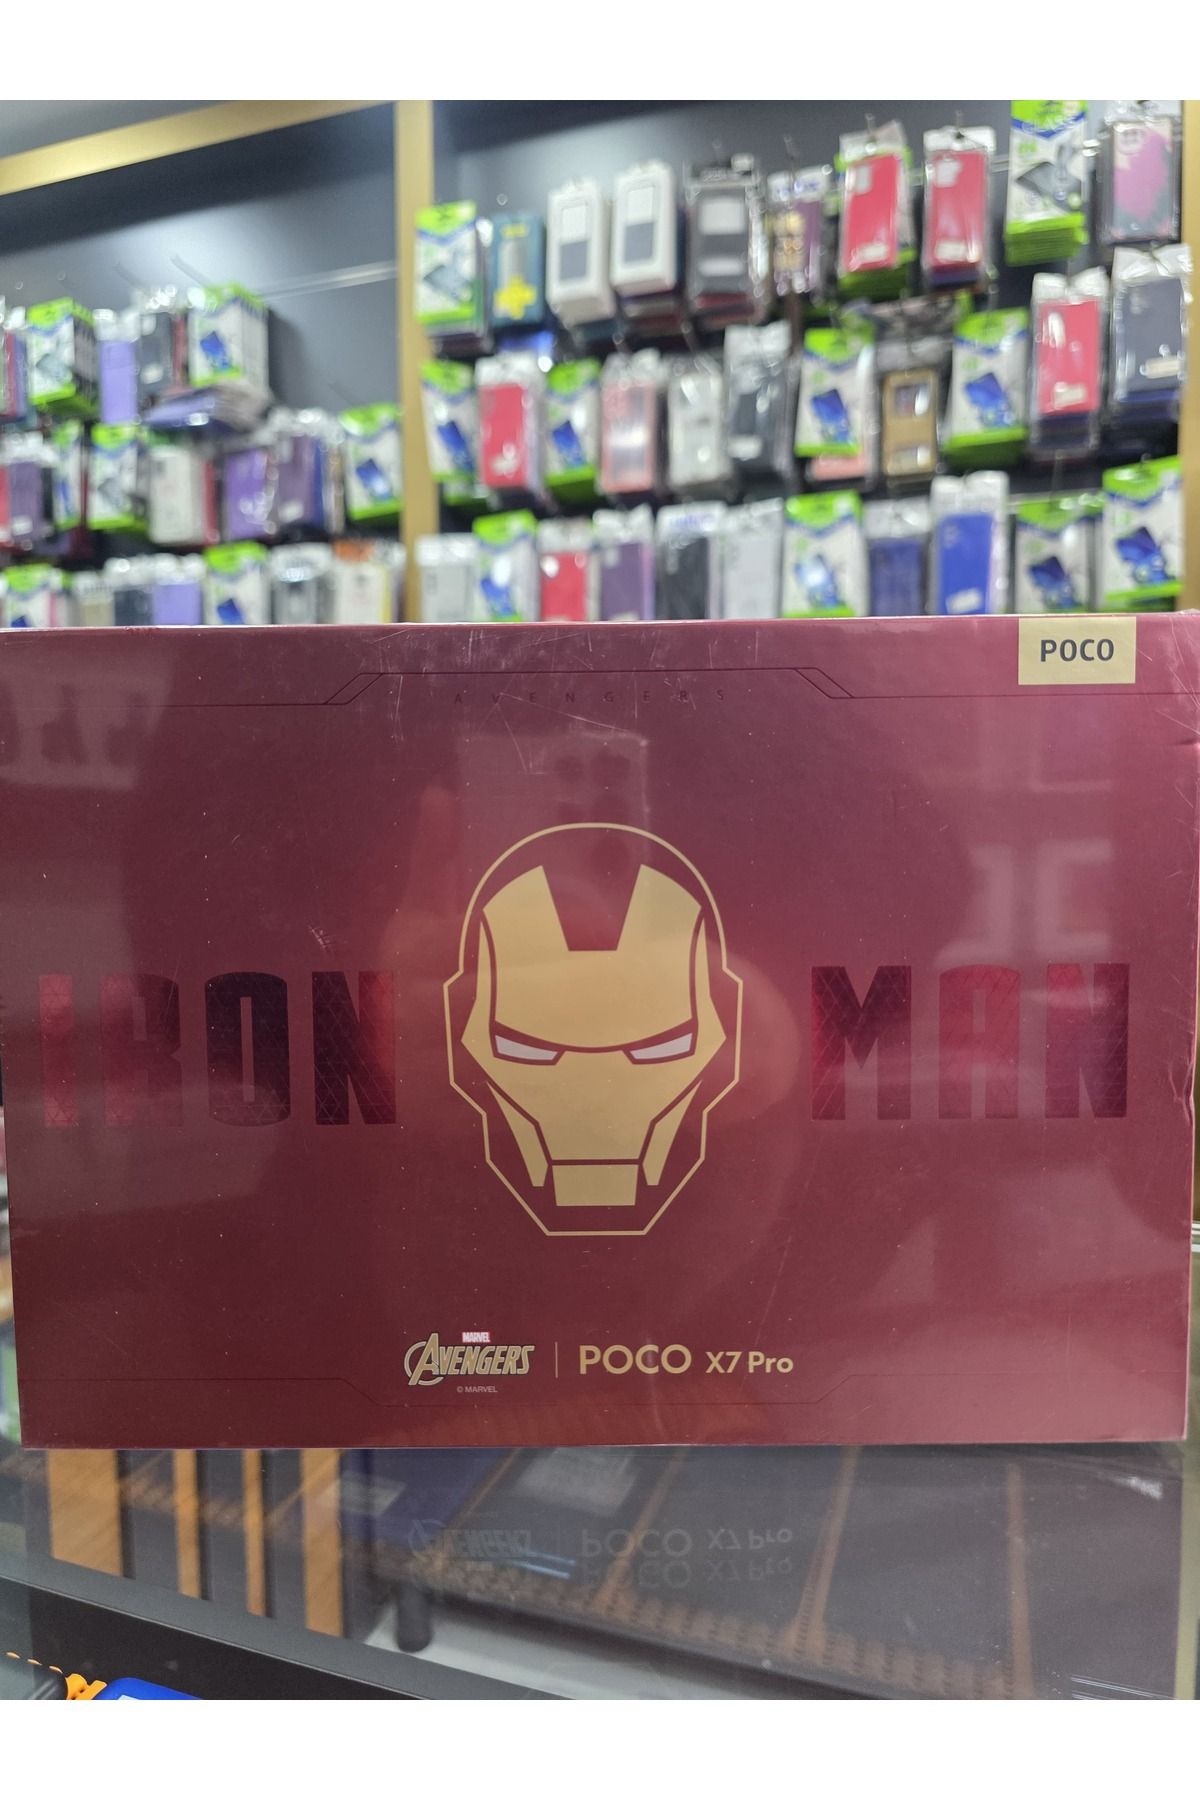 POCO
AVENGERS
IRON MAN
MARVEL
AVENGERS
© MARVEL
POCO X7 Pro